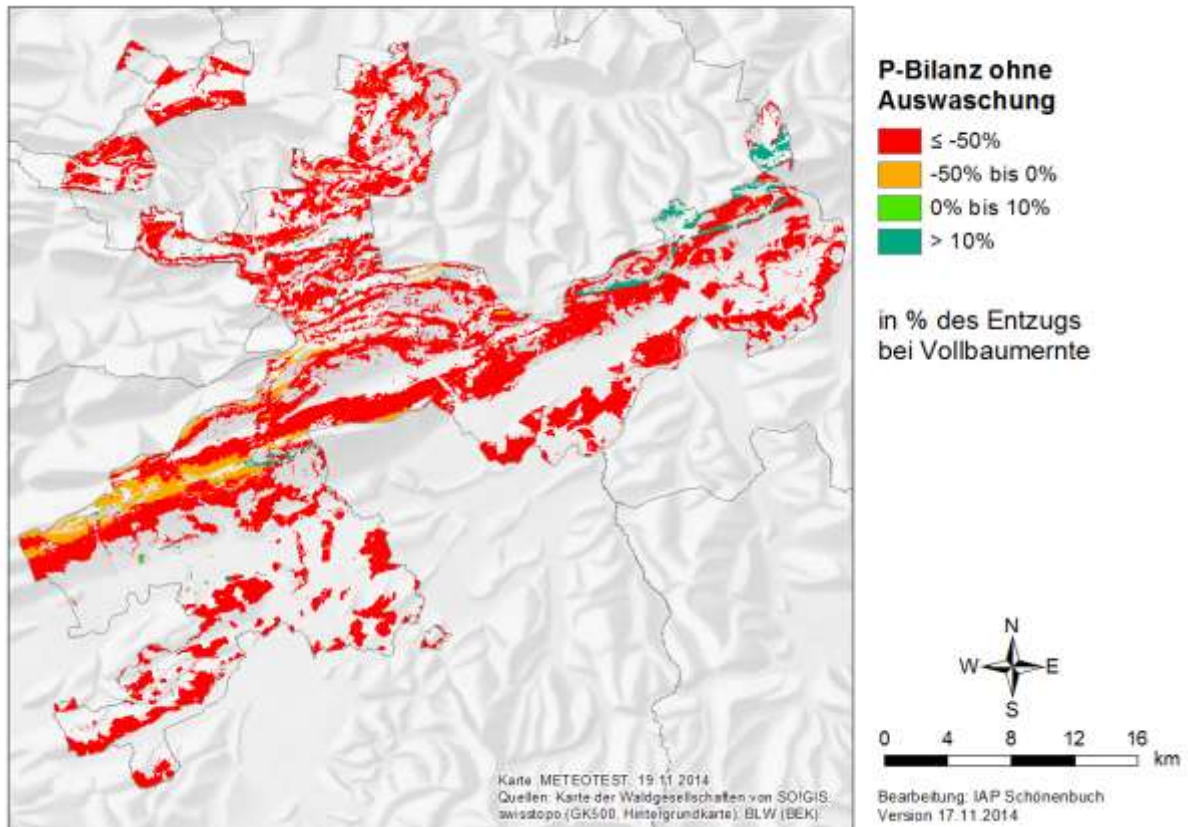 P-Bilanz ohne
Auswaschung
≤ -50%
-50% bis 0%
0% bis 10%
> 10%
in % des Entzugs
bei Vollbaumernte
N
W E
S
0 4 8 12 16
km
Karte: METEOTEST, 19.11.2014
Quellen: Karte der Waldgesellschaften von SO!GIS,
swisstopo (GK500, Hintergrundkarte), BLW (BEK)
Bearbeitung: IAP Schönenbuch
Version 17.11.2014